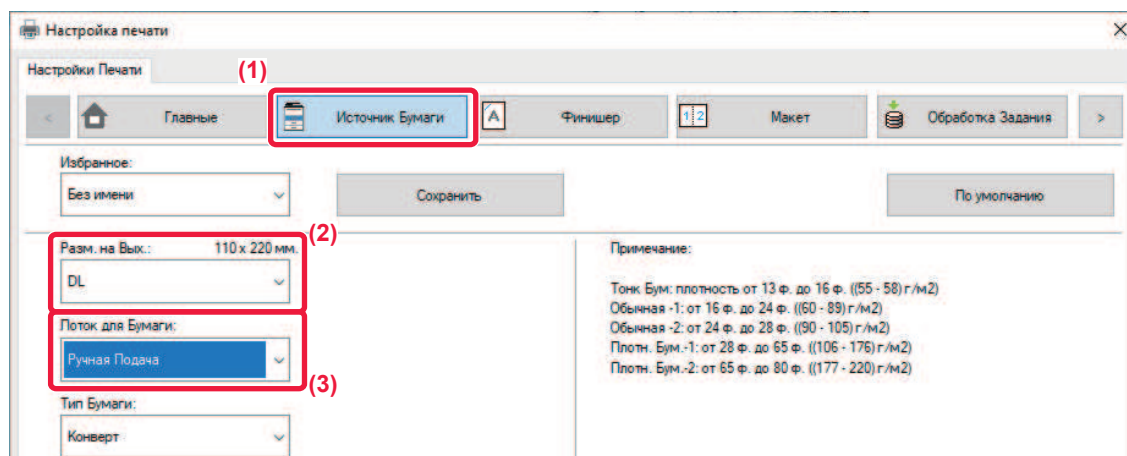 Настройка печати
Настройки Печати
(1)
<
Главные
Источник Бумаги
A
Финишер
1 2
Макет
Обработка Задания
>
Избранное:
Без имени
Сохранить
По умолчанию
(2)
Разм. на Вых.: 110 x 220 мм.
DL
Поток для Бумаги:
Ручная Подача
(3)
Тип Бумаги:
Конверт
Примечание:
Тонк Бум: плотность от 13 ф. до 16 ф. ((55 - 58) г/м2)
Обычная -1: от 16 ф. до 24 ф. ((60 - 89) г/м2)
Обычная -2: от 24 ф. до 28 ф. ((90 - 105) г/м2)
Плотн. Бум.-1: от 28 ф. до 65 ф. ((106 - 176) г/м2)
Плотн. Бум.-2: от 65 ф. до 80 ф. ((177 - 220) г/м2)